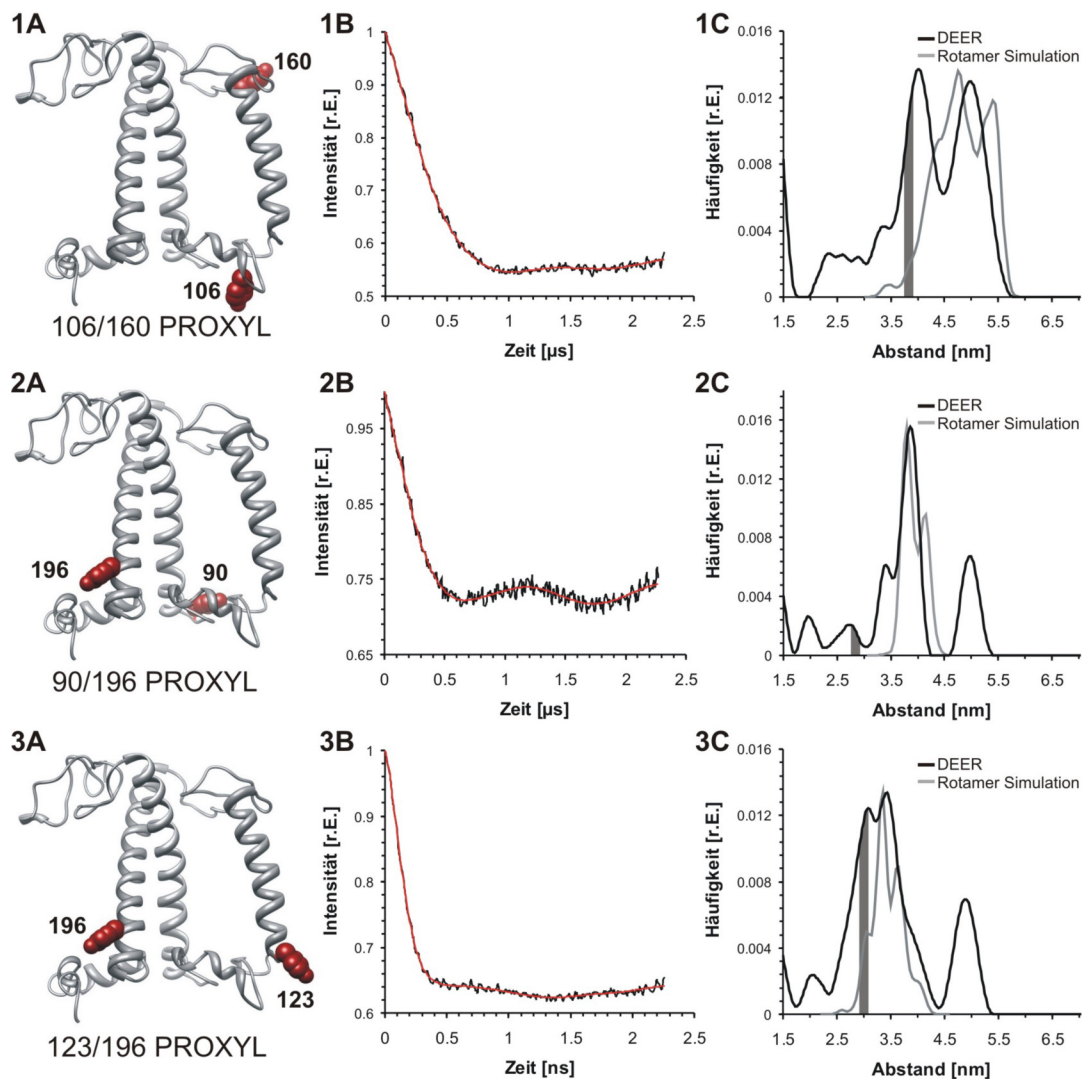 1A
160
106
106/160 PROXYL
1B
Intensität [r.E.]
1
0.9
0.8
0.7
0.6
0.5
0 0.5 1 1.5 2 2.5
Zeit [µs]
1C
Häufigkeit [r.E.]
DEER
Rotamer Simulation
0.016
0.012
0.008
0.004
0
1.5 2.5 3.5 4.5 5.5 6.5
Abstand [nm]
2A
196
90
90/196 PROXYL
2B
Intensität [r.E.]
0.95
0.85
0.75
0.65
0 0.5 1 1.5 2 2.5
Zeit [µs]
2C
Häufigkeit [r.E.]
DEER
Rotamer Simulation
0.016
0.012
0.008
0.004
0
1.5 2.5 3.5 4.5 5.5 6.5
Abstand [nm]
3A
196
123
123/196 PROXYL
3B
Intensität [r.E.]
1
0.9
0.8
0.7
0.6
0 0.5 1 1.5 2 2.5
Zeit [ns]
3C
Häufigkeit [r.E.]
DEER
Rotamer Simulation
0.016
0.012
0.008
0.004
0
1.5 2.5 3.5 4.5 5.5 6.5
Abstand [nm]